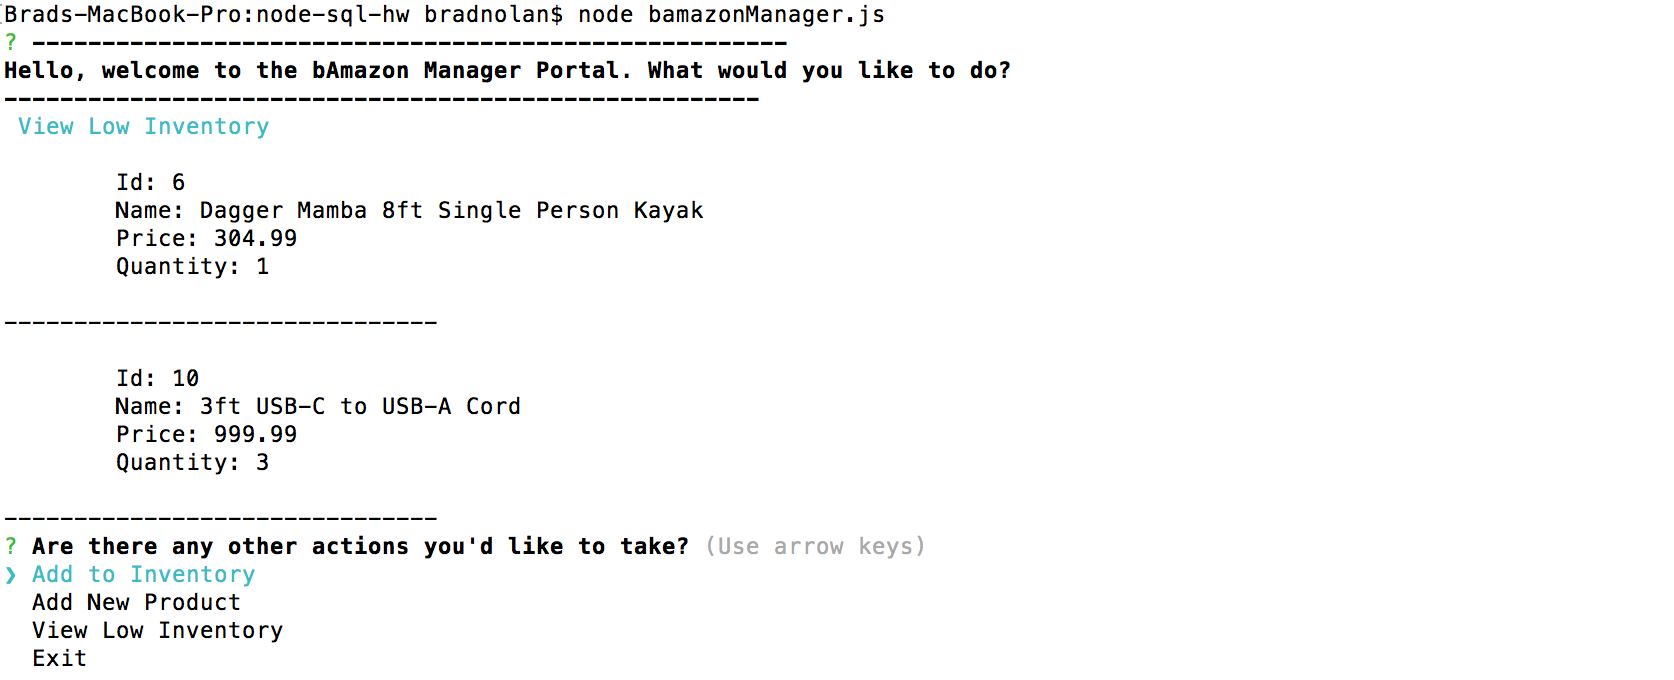 Brads-MacBook-Pro:node-sql-hw bradnolan$ node bamazonManager.js
? ------------------------------------------------------
Hello, welcome to the bAmazon Manager Portal. What would you like to do?
------------------------------------------------------
View Low Inventory
Id: 6
Name: Dagger Mamba 8ft Single Person Kayak
Price: 304.99
Quantity: 1
-------------------------------
Id: 10
Name: 3ft USB-C to USB-A Cord
Price: 999.99
Quantity: 3
-------------------------------
? Are there any other actions you'd like to take? (Use arrow keys)
❯ Add to Inventory
Add New Product
View Low Inventory
Exit